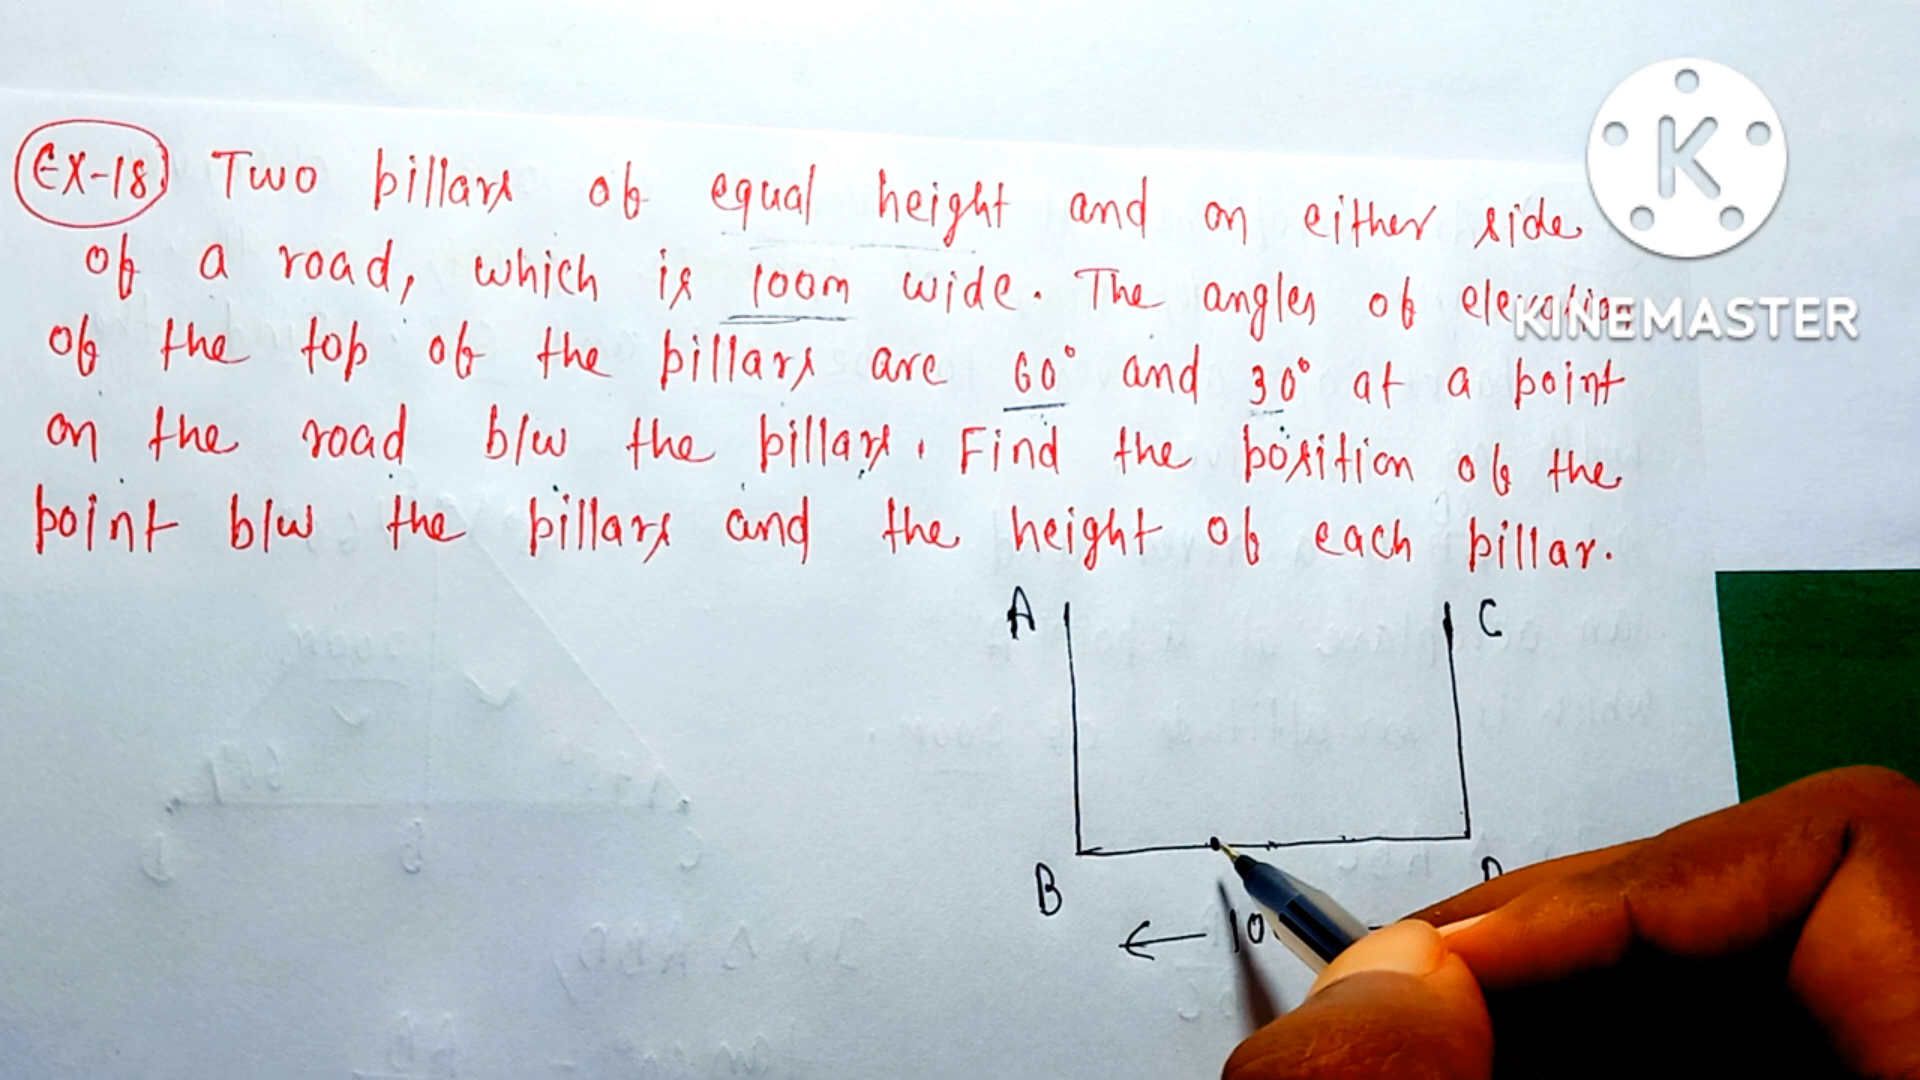 Ex-18) Two pillars of equal height and on either side
of a road, which is 100m wide. The angles of elevation
of the top of the pillars are 60° and 30° at a point
on the road b/w the pillars. Find the position of the
point b/w the pillars and the height of each pillar.
K
KINEMASTER
A C
B D
← 10